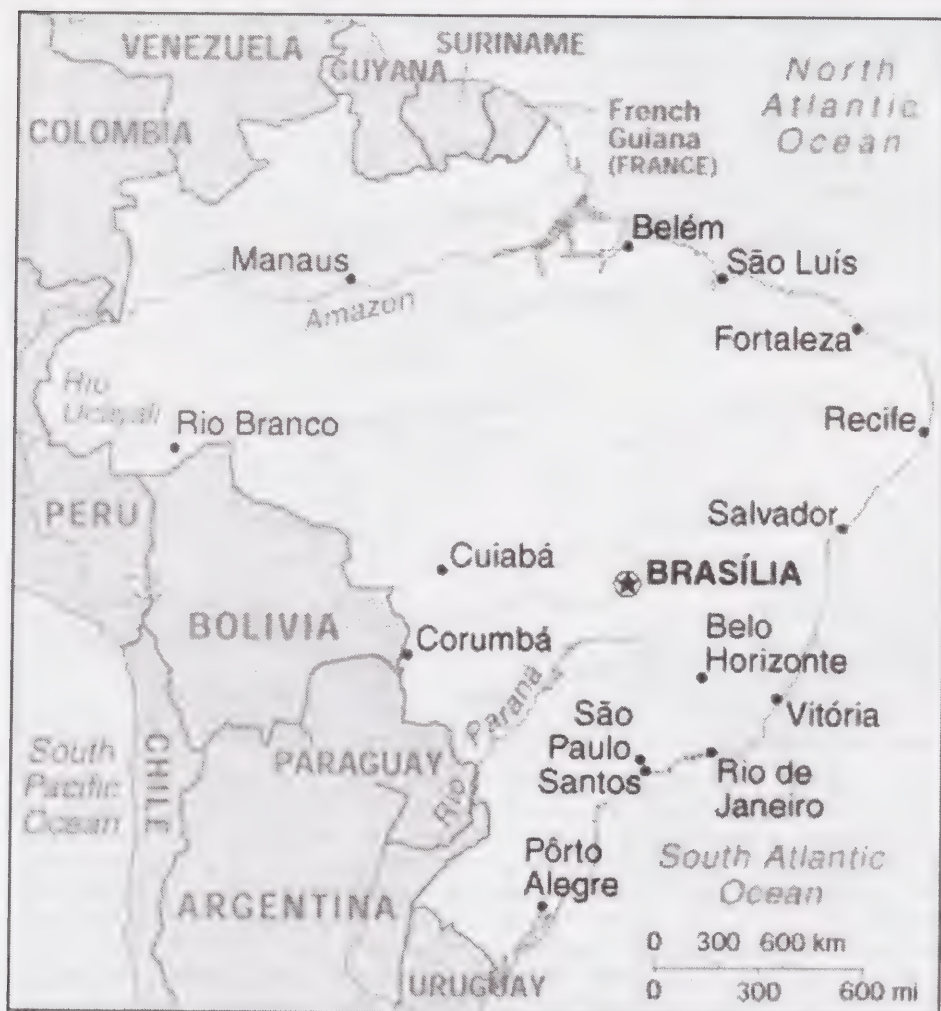 VENEZUELA
SURINAME
GUYANA
COLOMBIA
North
Atlantic
Ocean
French
Guiana
(FRANCE)
Belém
Manaus
São Luís
Amazon
Fortaleza
Rio
Ucayali
Rio Branco
Recife
PERU
Salvador
Cuiabá
BRASÍLIA
BOLIVIA
Corumbá
Belo
Horizonte
Rio Paraná
São
Paulo
Santos
Vitória
South
Pacific
Ocean
CHILE
PARAGUAY
Rio de
Janeiro
Pôrto
Alegre
South Atlantic
Ocean
ARGENTINA
0 300 600 km
URUGUAY
0 300 600 mi